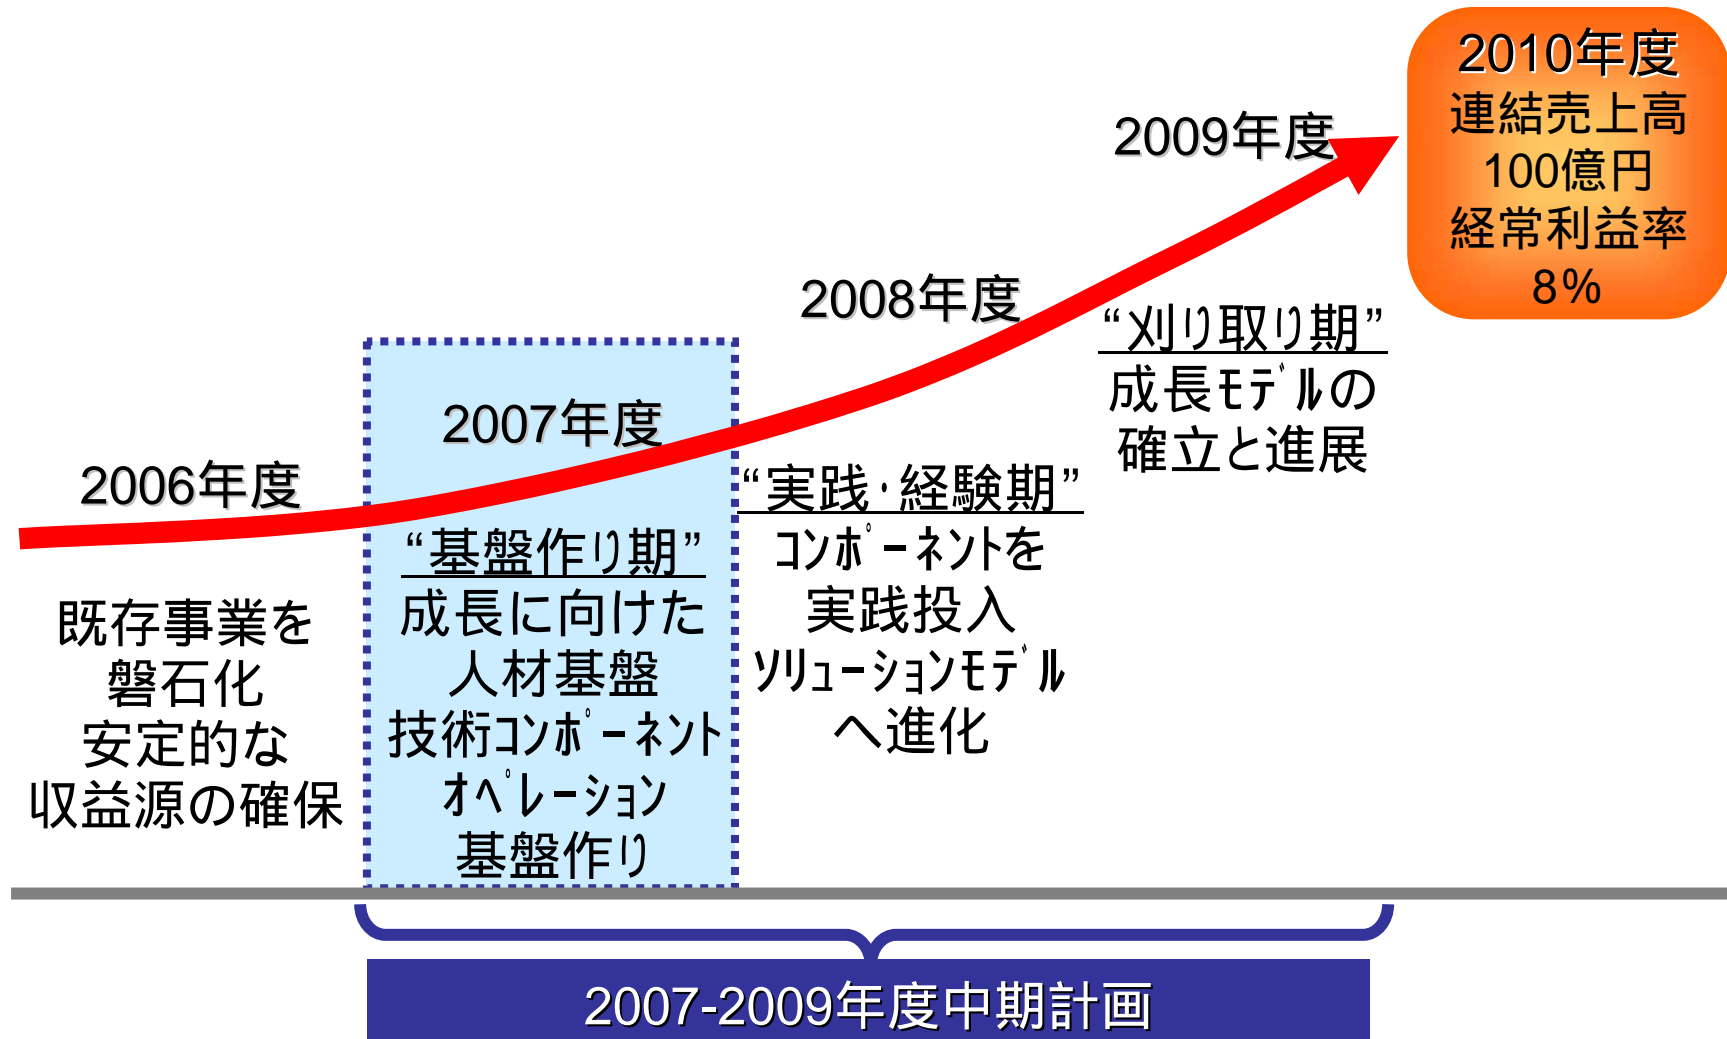 2006年度
既存事業を
磐石化
安定的な
収益源の確保
2007年度
“基盤作り期”
成長に向けた
人材基盤
技術ｺﾝﾎﾟｰﾈﾝﾄ
ｵﾍﾟﾚｰｼｮﾝ
基盤作り
2008年度
“実践･経験期”
ｺﾝﾎﾟｰﾈﾝﾄを
実践投入
ｿﾘｭｰｼｮﾝﾓﾃﾞﾙ
へ進化
2009年度
“刈り取り期”
成長ﾓﾃﾞﾙの
確立と進展
2010年度
連結売上高
100億円
経常利益率
8%
2007-2009年度中期計画